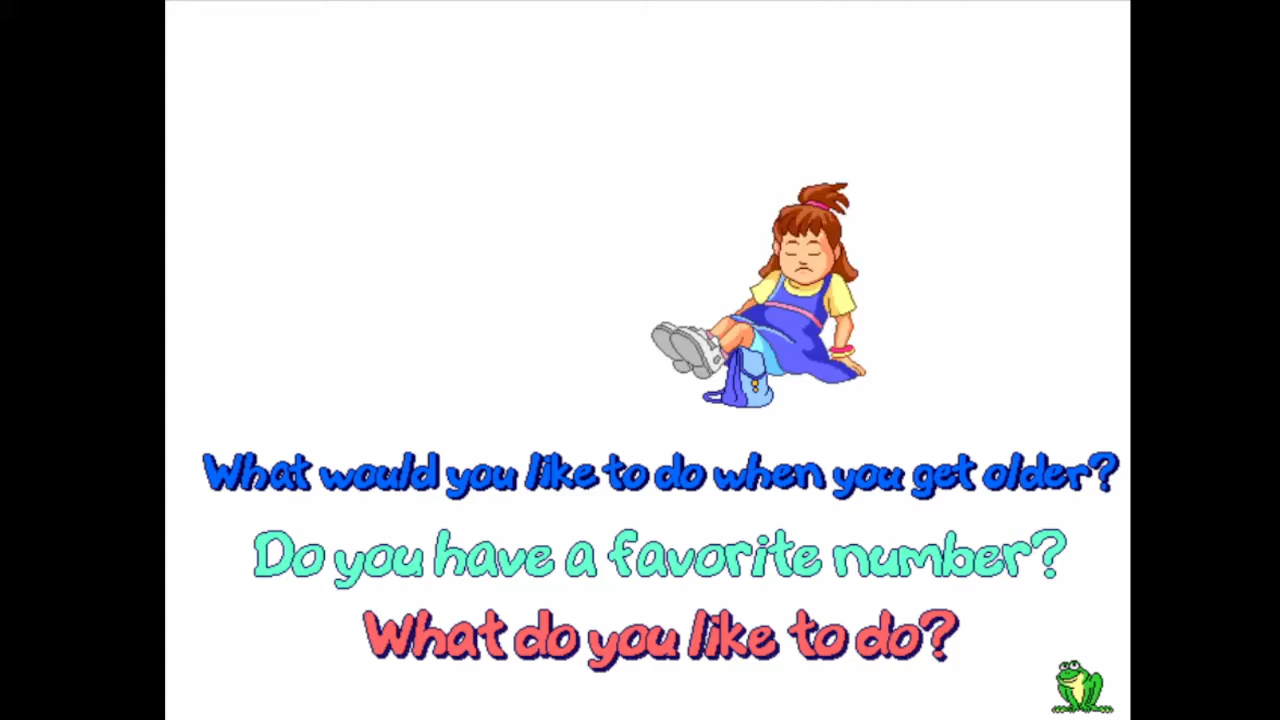 What would you like to do when you get older?
Do you have a favorite number?
What do you like to do?